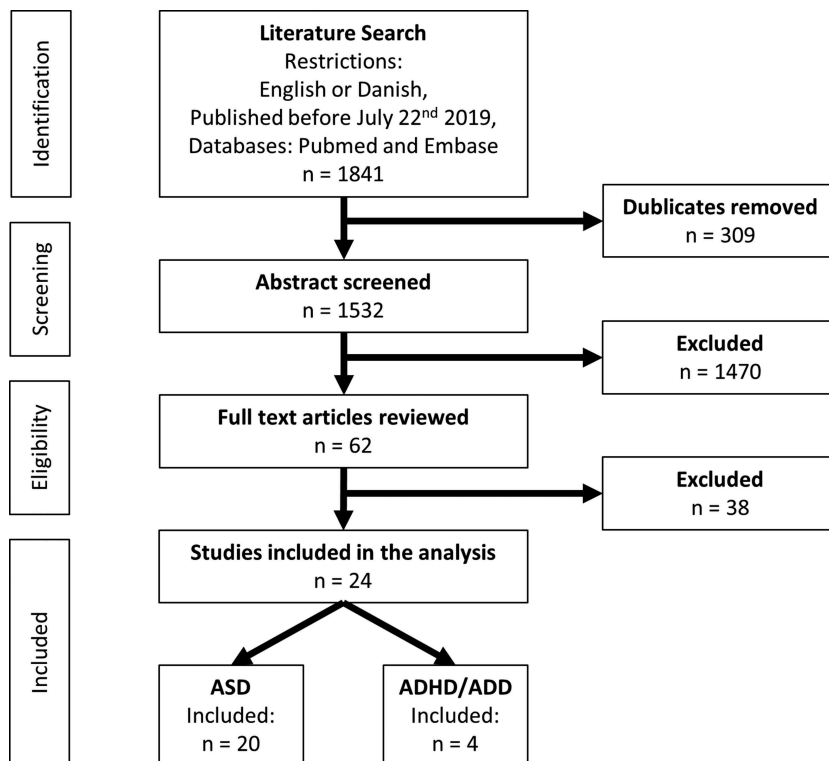 Identification
Literature Search
Restrictions:
English or Danish,
Published before July 22nd 2019,
Databases: Pubmed and Embase
n = 1841
Dublicates removed
n = 309
Screening
Abstract screened
n = 1532
Excluded
n = 1470
Eligibility
Full text articles reviewed
n = 62
Excluded
n = 38
Included
Studies included in the analysis
n = 24
ASD
Included:
n = 20
ADHD/ADD
Included:
n = 4